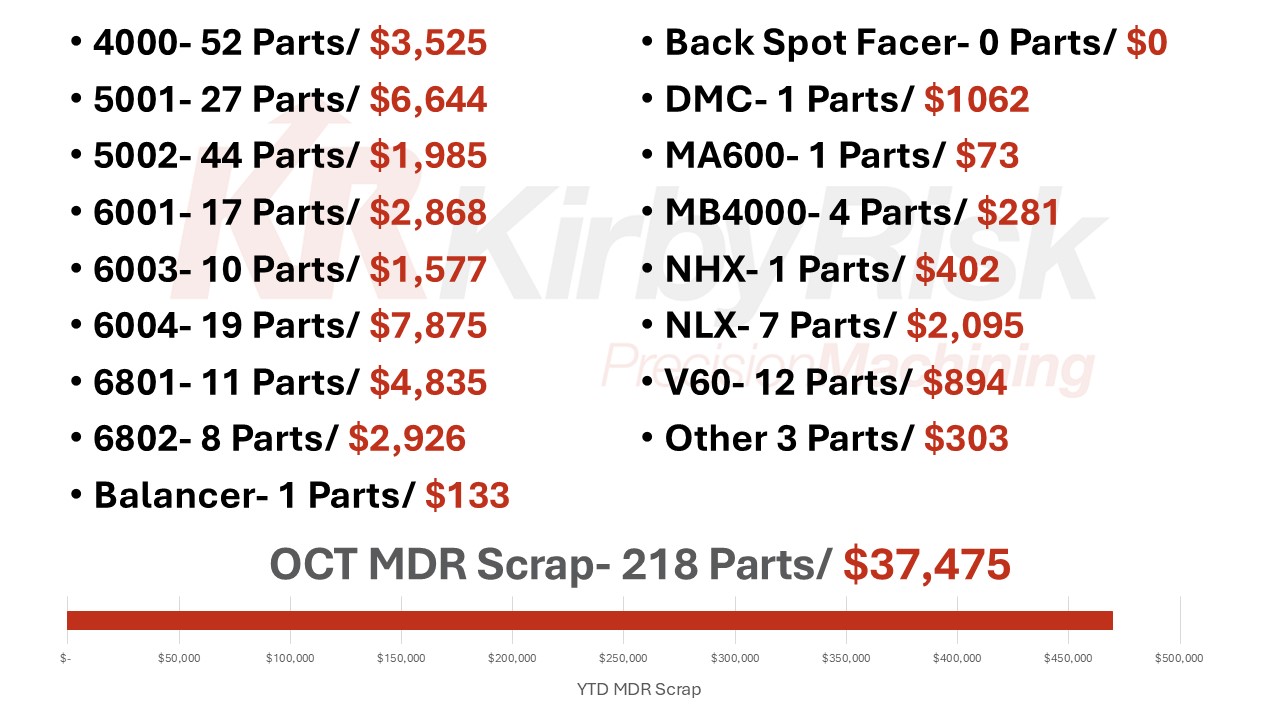 • 4000- 52 Parts/ $3,525
• 5001- 27 Parts/ $6,644
• 5002- 44 Parts/ $1,985
• 6001- 17 Parts/ $2,868
• 6003- 10 Parts/ $1,577
• 6004- 19 Parts/ $7,875
• 6801- 11 Parts/ $4,835
• 6802- 8 Parts/ $2,926
• Balancer- 1 Parts/ $133
• Back Spot Facer- 0 Parts/ $0
• DMC- 1 Parts/ $1062
• MA600- 1 Parts/ $73
• MB4000- 4 Parts/ $281
• NHX- 1 Parts/ $402
• NLX- 7 Parts/ $2,095
• V60- 12 Parts/ $894
• Other 3 Parts/ $303
KR KirbyRisk
PrecisionMachining
OCT MDR Scrap- 218 Parts/ $37,475
$- $50,000 $100,000 $150,000 $200,000 $250,000 $300,000 $350,000 $400,000 $450,000 $500,000
YTD MDR Scrap